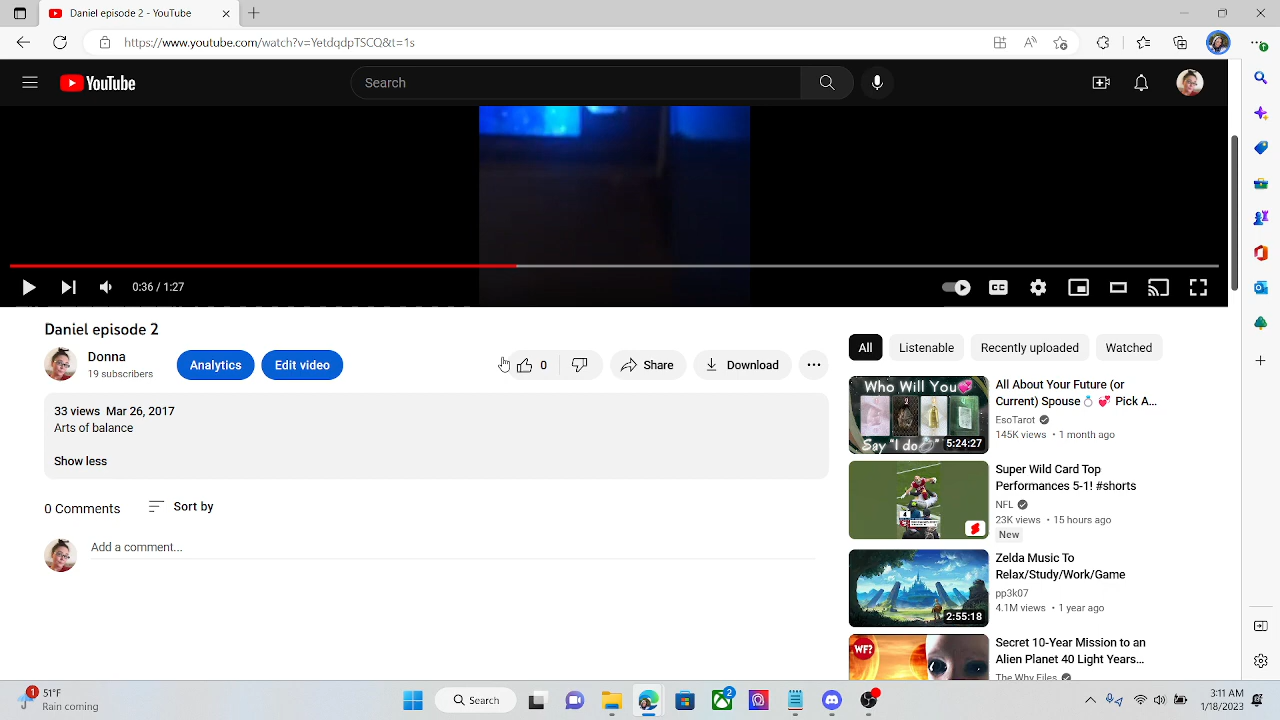 Daniel episode 2 - YouTube
https://www.youtube.com/watch?v=YetdqdpTSCQ&t=1s
YouTube
Search
0:36 / 1:27
CC
Daniel episode 2
Donna
19 subscribers
Analytics
Edit video
0
Share
Download
33 views Mar 26, 2017
Arts of balance
Show less
0 Comments
Sort by
Add a comment...
All
Listenable
Recently uploaded
Watched
Who Will You💕
Say "I do💍"
5:24:27
All About Your Future (or
Current) Spouse💍 💕 Pick A...
EsoTarot
145K views • 1 month ago
Super Wild Card Top
Performances 5-1! #shorts
NFL
23K views • 15 hours ago
New
2:55:18
Zelda Music To
Relax/Study/Work/Game
pp3k07
4.1M views • 1 year ago
WF?
Secret 10-Year Mission to an
Alien Planet 40 Light Years...
The Why Files
1
51°F
Rain coming
Search
2
3:11 AM
1/18/2023